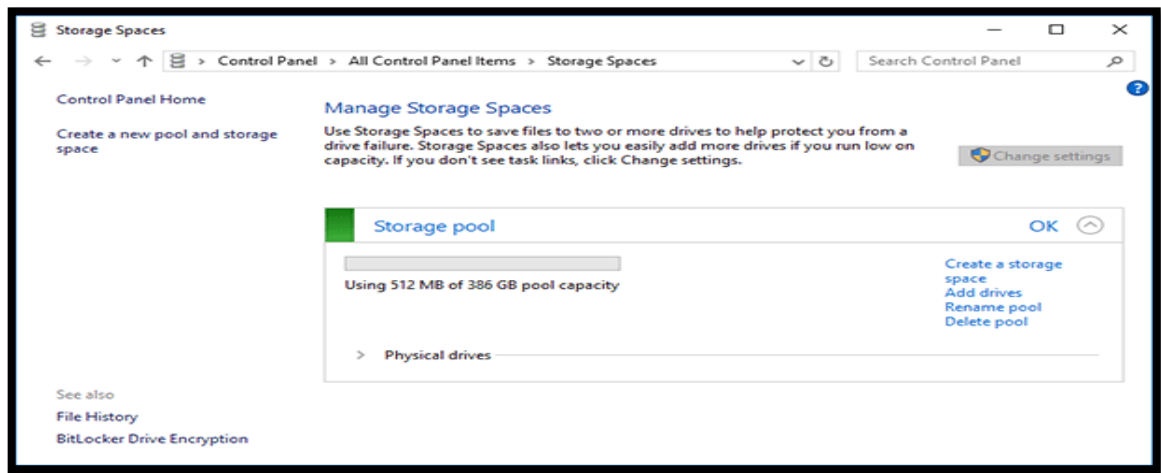 Storage Spaces
Control Panel > All Control Panel Items > Storage Spaces
Search Control Panel
Control Panel Home
Create a new pool and storage
space
Manage Storage Spaces
Use Storage Spaces to save files to two or more drives to help protect you from a
drive failure. Storage Spaces also lets you easily add more drives if you run low on
capacity. If you don't see task links, click Change settings.
Change settings
Storage pool
OK
Using 512 MB of 386 GB pool capacity
Create a storage
space
Add drives
Rename pool
Delete pool
Physical drives
See also
File History
BitLocker Drive Encryption